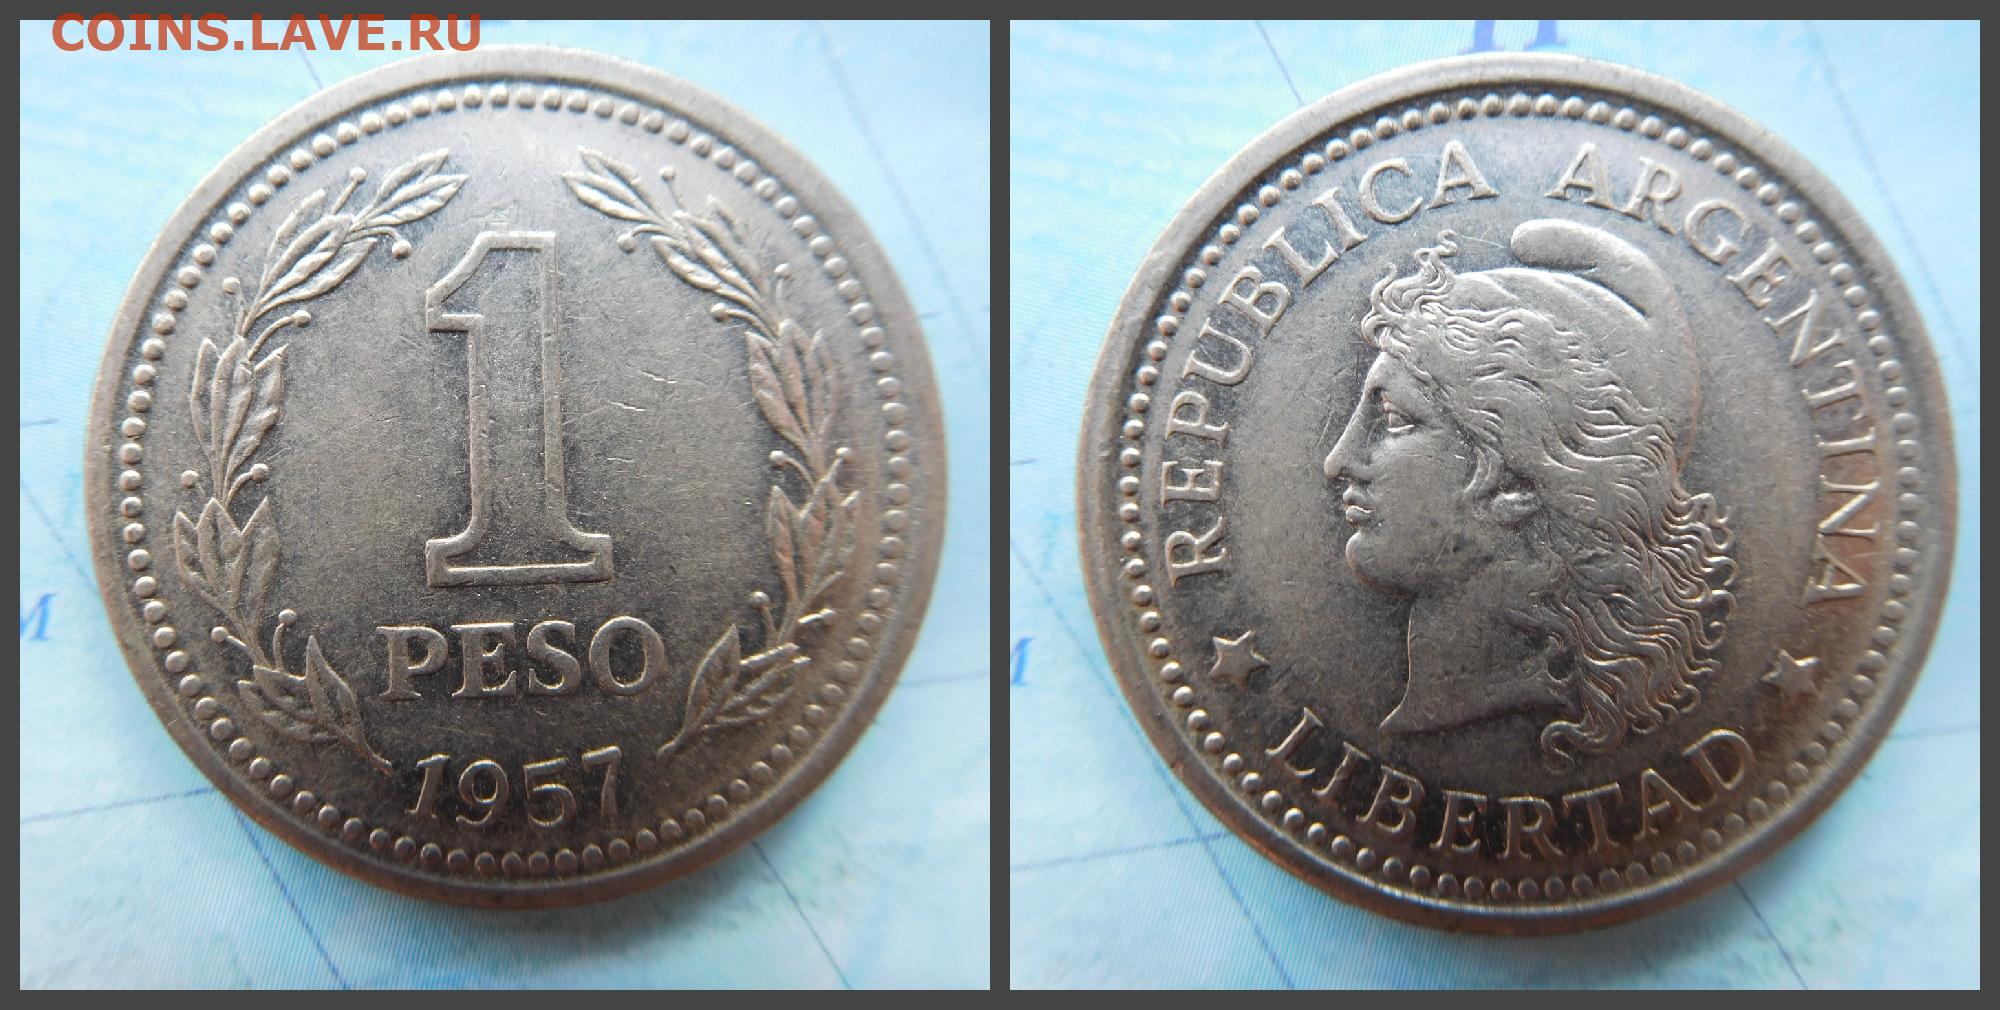 COINS.LAVE.RU
1
PESO
1957
REPUBLICA ARGENTINA
LIBERTAD
M
M